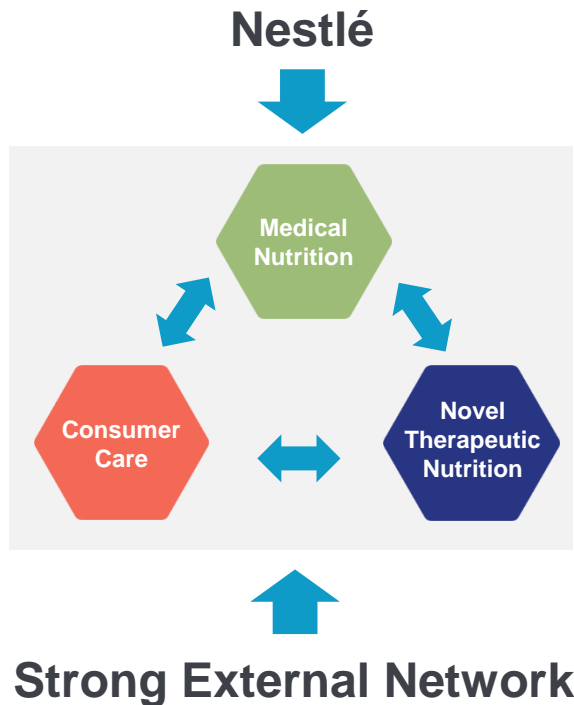 Nestlé
Medical
Nutrition
Consumer
Care
Novel
Therapeutic
Nutrition
Strong External Network